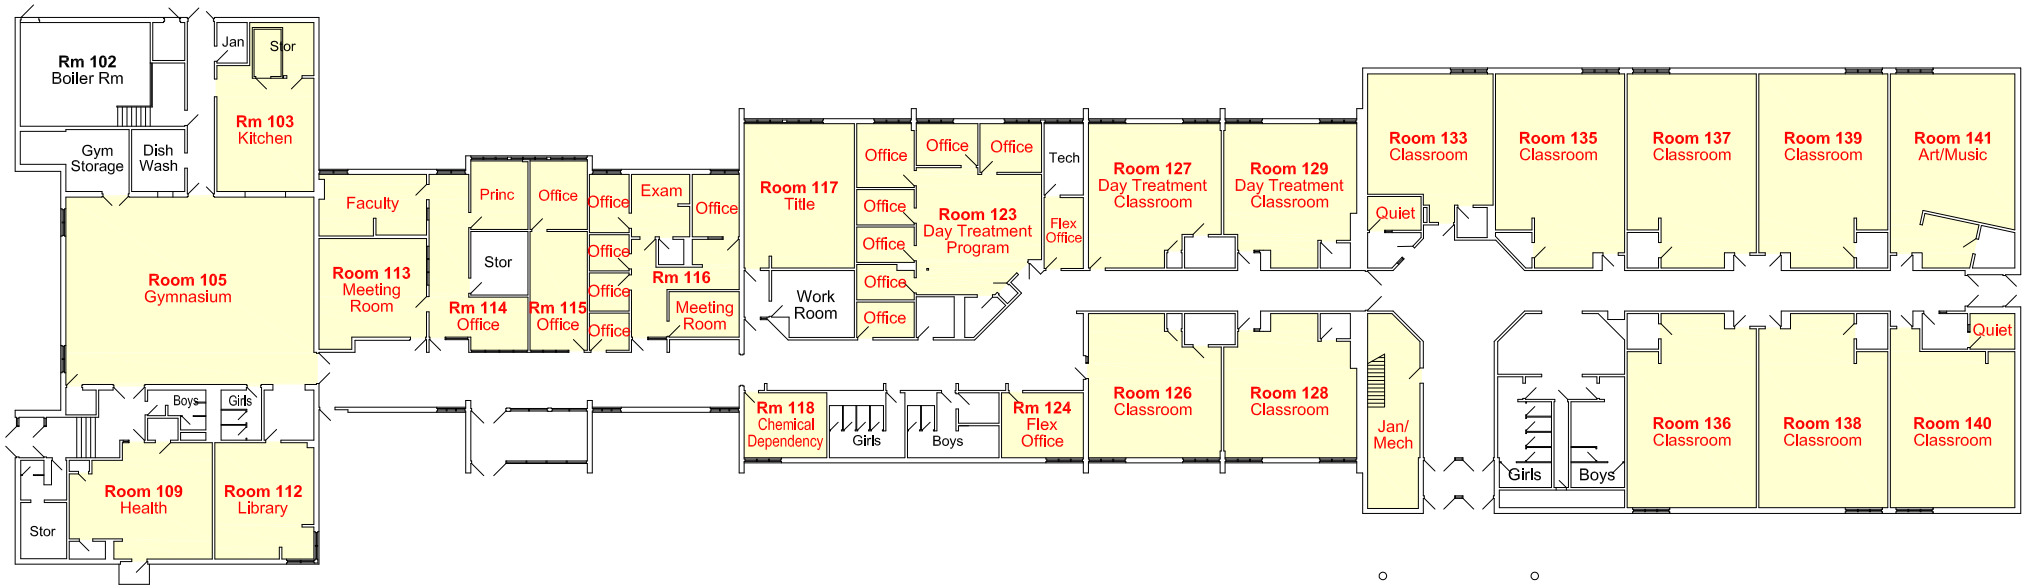 Rm 102
Boiler Rm
Jan
Stor
Rm 103
Kitchen
Gym
Storage
Dish
Wash
Room 105
Gymnasium
Boys
Girls
Room 109
Health
Room 112
Library
Stor
Faculty
Room 113
Meeting
Room
Princ
Office
Stor
Rm 114
Office
Rm 115
Office
Office
Exam
Office
Office
Office
Office
Rm 116
Meeting
Room
Room 117
Title
Work
Room
Office
Office
Office
Office
Office
Office
Office
Room 123
Day Treatment
Program
Tech
Flex
Office
Rm 118
Chemical
Dependency
Girls
Boys
Rm 124
Flex
Office
Room 127
Day Treatment
Classroom
Room 129
Day Treatment
Classroom
Room 126
Classroom
Room 128
Classroom
Room 133
Classroom
Quiet
Room 135
Classroom
Room 137
Classroom
Room 139
Classroom
Room 141
Art/Music
Jan/
Mech
Girls
Boys
Room 136
Classroom
Room 138
Classroom
Quiet
Room 140
Classroom